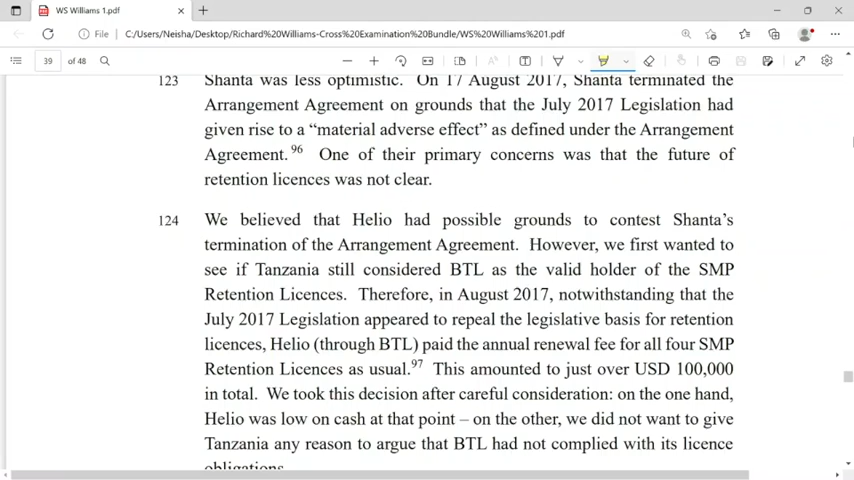 WS Williams 1.pdf
File
C:/Users/Neisha/Desktop/Richard%20Williams-Cross%20Examination%20Bundle/WS%20Williams%201.pdf
39 of 48
123 Shanta was less optimistic. On 17 August 2017, Shanta terminated the
Arrangement Agreement on grounds that the July 2017 Legislation had
given rise to a “material adverse effect” as defined under the Arrangement
Agreement.96 One of their primary concerns was that the future of
retention licences was not clear.
124 We believed that Helio had possible grounds to contest Shanta’s
termination of the Arrangement Agreement. However, we first wanted to
see if Tanzania still considered BTL as the valid holder of the SMP
Retention Licences. Therefore, in August 2017, notwithstanding that the
July 2017 Legislation appeared to repeal the legislative basis for retention
licences, Helio (through BTL) paid the annual renewal fee for all four SMP
Retention Licences as usual.97 This amounted to just over USD 100,000
in total. We took this decision after careful consideration: on the one hand,
Helio was low on cash at that point – on the other, we did not want to give
Tanzania any reason to argue that BTL had not complied with its licence
obligations.